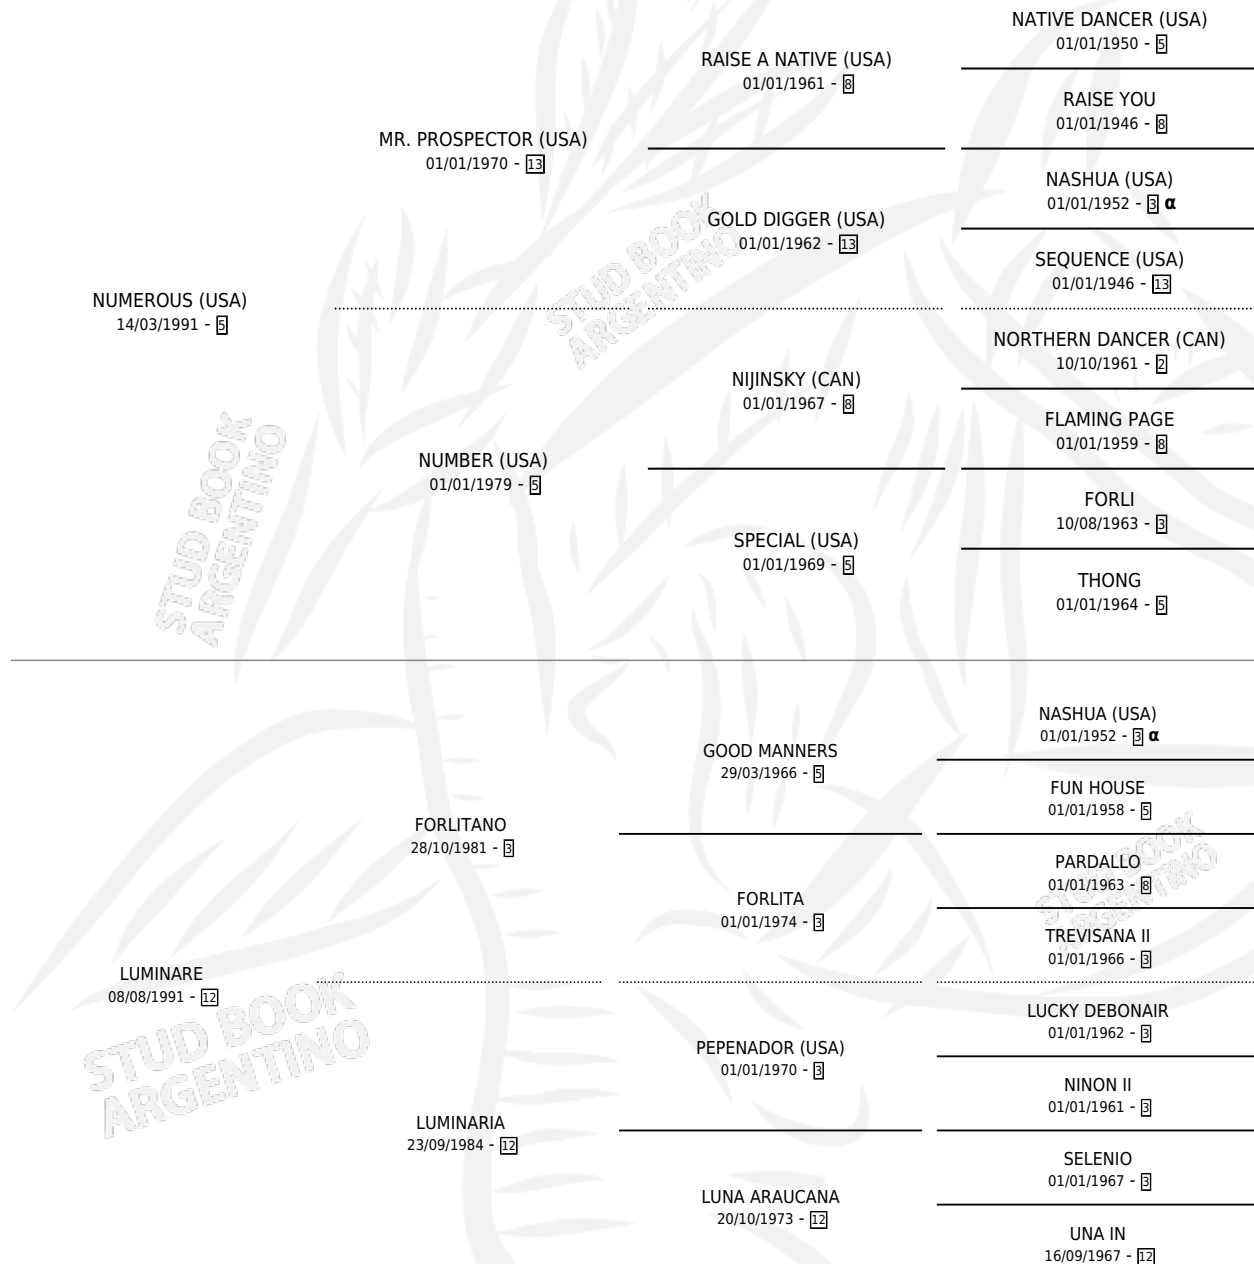 NATIVE DANCER (USA)
01/01/1950 - 5
RAISE A NATIVE (USA)
01/01/1961 - 8
RAISE YOU
01/01/1946 - 8
MR. PROSPECTOR (USA)
01/01/1970 - 13
NASHUA (USA)
01/01/1952 - 3 α
GOLD DIGGER (USA)
01/01/1962 - 13
SEQUENCE (USA)
01/01/1946 - 13
NUMEROUS (USA)
14/03/1991 - 5
NORTHERN DANCER (CAN)
10/10/1961 - 2
NIJINSKY (CAN)
01/01/1967 - 8
FLAMING PAGE
01/01/1959 - 8
NUMBER (USA)
01/01/1979 - 5
FORLI
10/08/1963 - 3
SPECIAL (USA)
01/01/1969 - 5
THONG
01/01/1964 - 5
STUD BOOK
ARGENTINO
STUD BOOK
ARGENTINO
NASHUA (USA)
01/01/1952 - 3 α
GOOD MANNERS
29/03/1966 - 5
FUN HOUSE
01/01/1958 - 5
FORLITANO
28/10/1981 - 3
PARDALLO
01/01/1963 - 8
FORLITA
01/01/1974 - 3
TREVISANA II
01/01/1966 - 3
STUD BOOK
ARGENTINO
LUMINARE
08/08/1991 - 12
LUCKY DEBONAIR
01/01/1962 - 3
PEPENADOR (USA)
01/01/1970 - 3
NINON II
01/01/1961 - 3
STUD BOOK
ARGENTINO
LUMINARIA
23/09/1984 - 12
SELENIO
01/01/1967 - 3
LUNA ARAUCANA
20/10/1973 - 12
UNA IN
16/09/1967 - 12